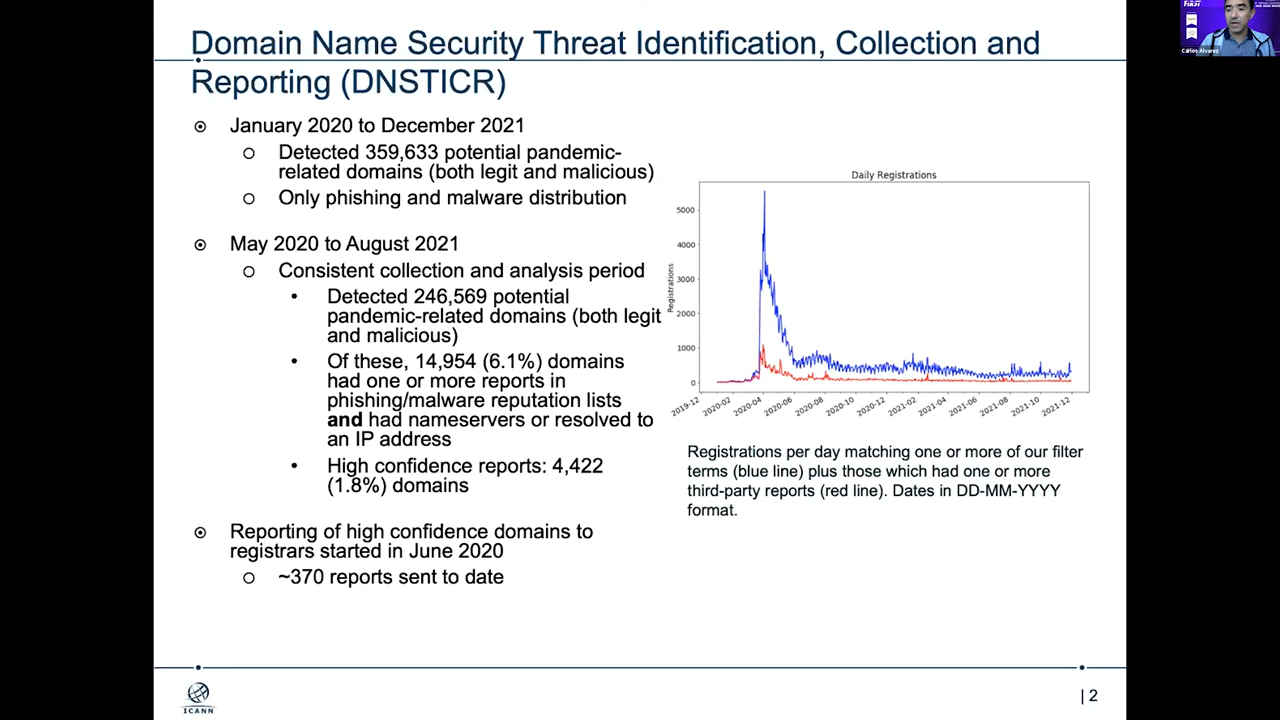 Domain Name Security Threat Identification, Collection and
Reporting (DNSTICR)
January 2020 to December 2021
Detected 359,633 potential pandemic-
related domains (both legit and malicious)
Only phishing and malware distribution
May 2020 to August 2021
Consistent collection and analysis period
Detected 246,569 potential
pandemic-related domains (both legit
and malicious)
Of these, 14,954 (6.1%) domains
had one or more reports in
phishing/malware reputation lists
and had nameservers or resolved to
an IP address
High confidence reports: 4,422
(1.8%) domains
Reporting of high confidence domains to
registrars started in June 2020
~370 reports sent to date
Daily Registrations
Registrations
5000
4000
3000
2000
1000
0
2019-12
2020-02
2020-04
2020-06
2020-08
2020-10
2020-12
2021-02
2021-04
2021-06
2021-08
2021-10
2021-12
Registrations per day matching one or more of our filter
terms (blue line) plus those which had one or more
third-party reports (red line). Dates in DD-MM-YYYY
format.
ICANN
| 2
FIRST
Carlos Alvarez